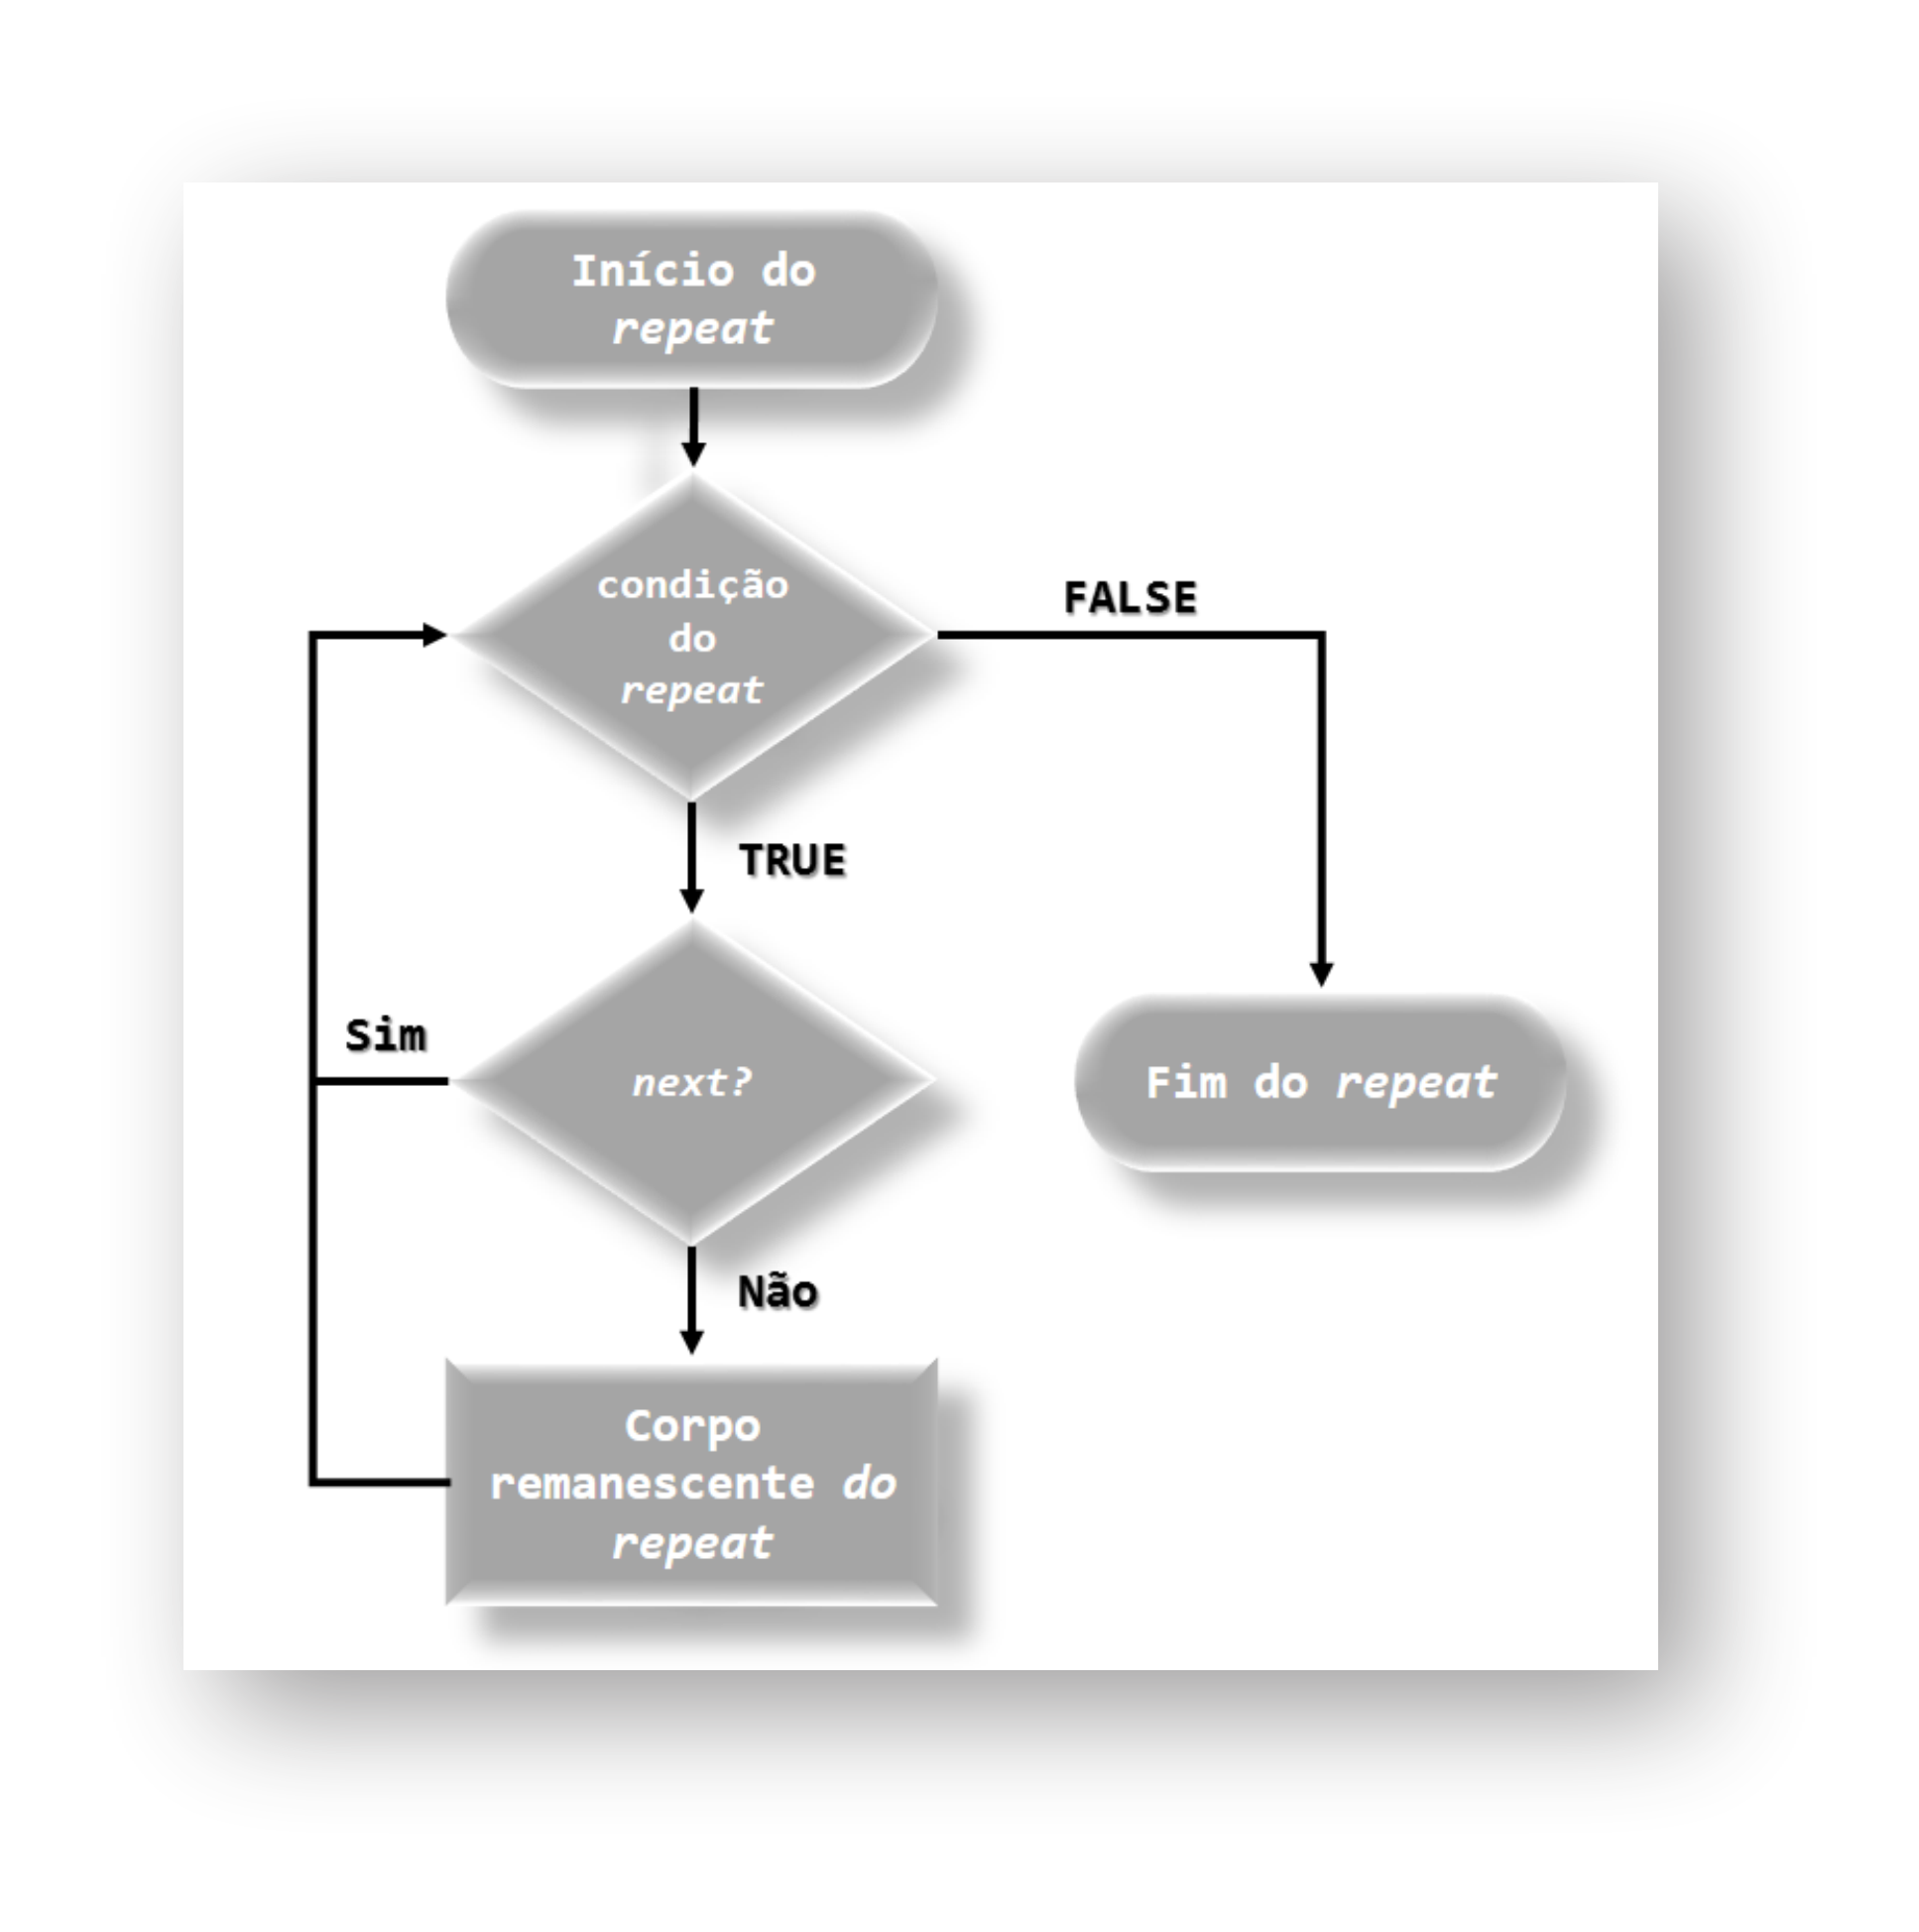 Início do
repeat
condição
do
repeat
FALSE
TRUE
Sim
next?
Fim do repeat
Não
Corpo
remanescente do
repeat